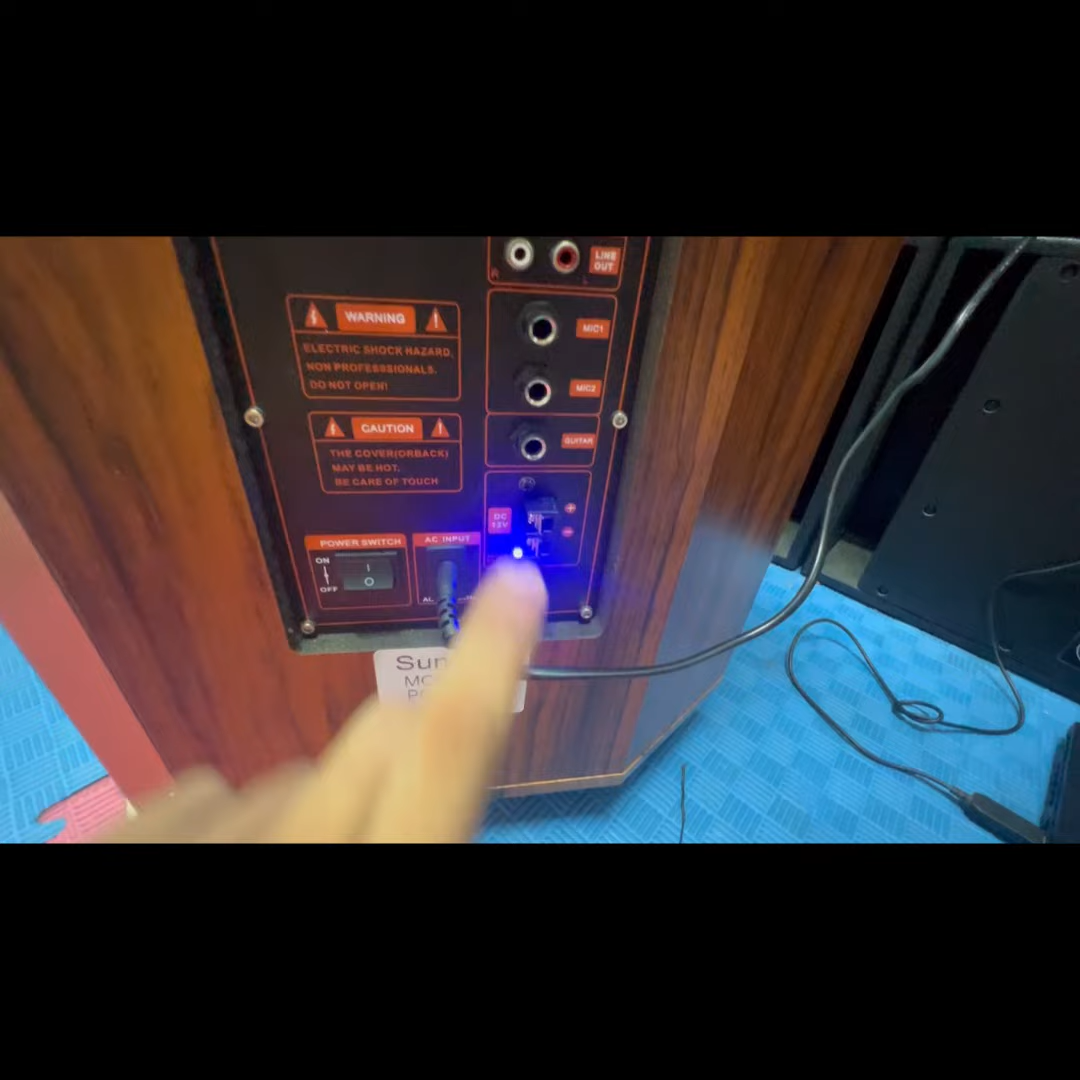 R
LINE
OUT
WARNING
ELECTRIC SHOCK HAZARD,
NON PROFESSIONALS,
DO NOT OPEN!
MIC1
MIC2
CAUTION
THE COVER(ORBACK)
MAY BE HOT.
BE CARE OF TOUCH
GUITAR
DC
12V
+
-
POWER SWITCH
ON
OFF
I
O
AC INPUT